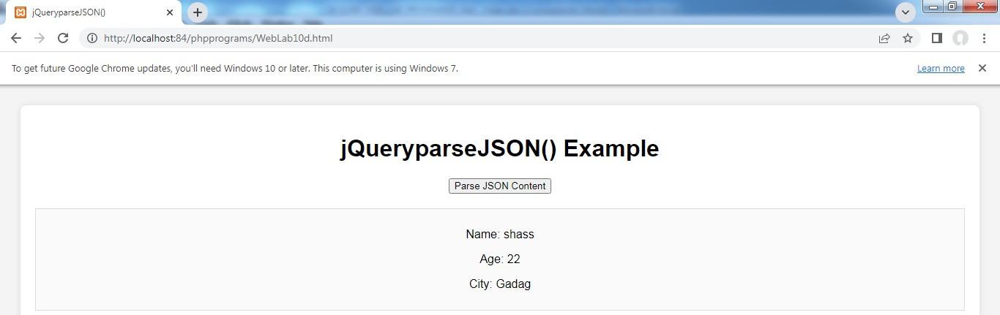 jQueryparseJSON()
http://localhost:84/phpprograms/WebLab10d.html
To get future Google Chrome updates, you'll need Windows 10 or later. This computer is using Windows 7.
Learn more
jQueryparseJSON() Example
Parse JSON Content
Name: shass
Age: 22
City: Gadag